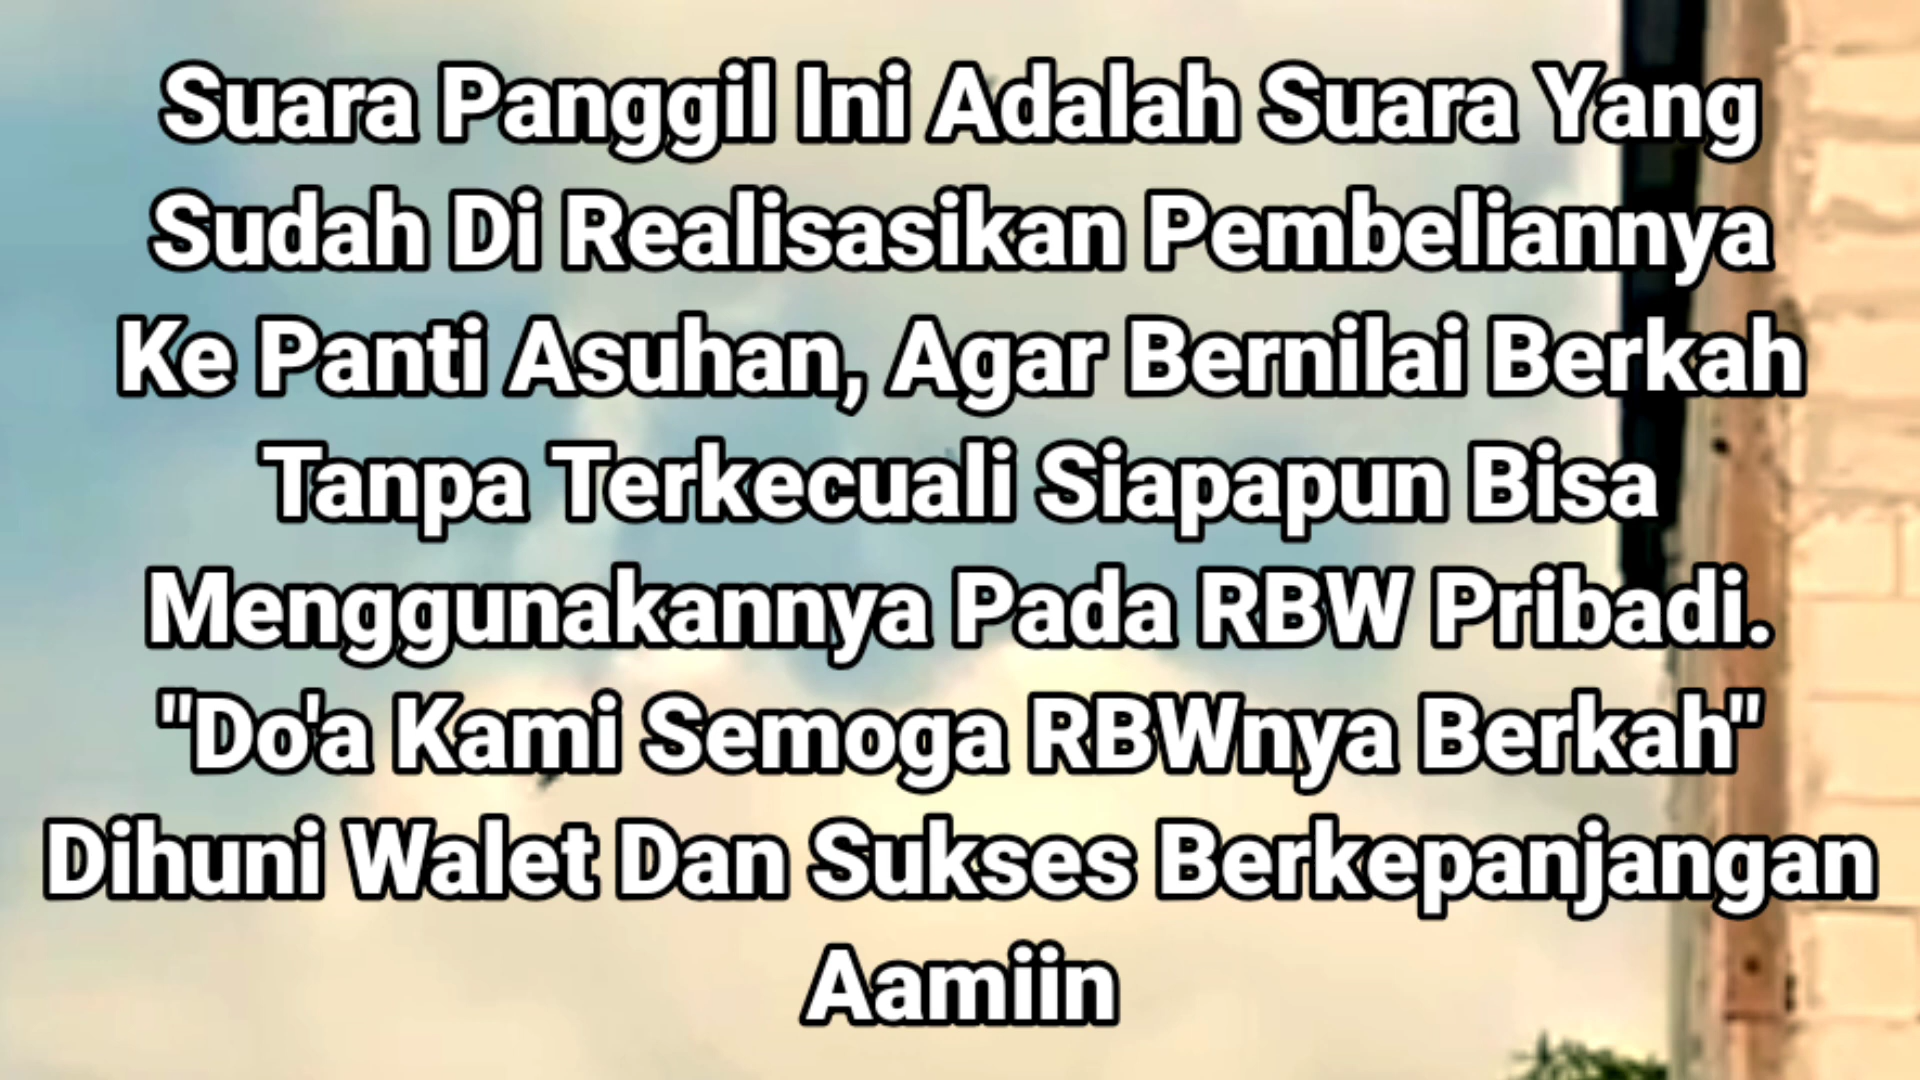 Suara Panggil Ini Adalah Suara Yang
Sudah Di Realisasikan Pembeliannya
Ke Panti Asuhan, Agar Bernilai Berkah
Tanpa Terkecuali Siapapun Bisa
Menggunakannya Pada RBW Pribadi.
"Do'a Kami Semoga RBWnya Berkah"
Dihuni Walet Dan Sukses Berkepanjangan
Aamiin